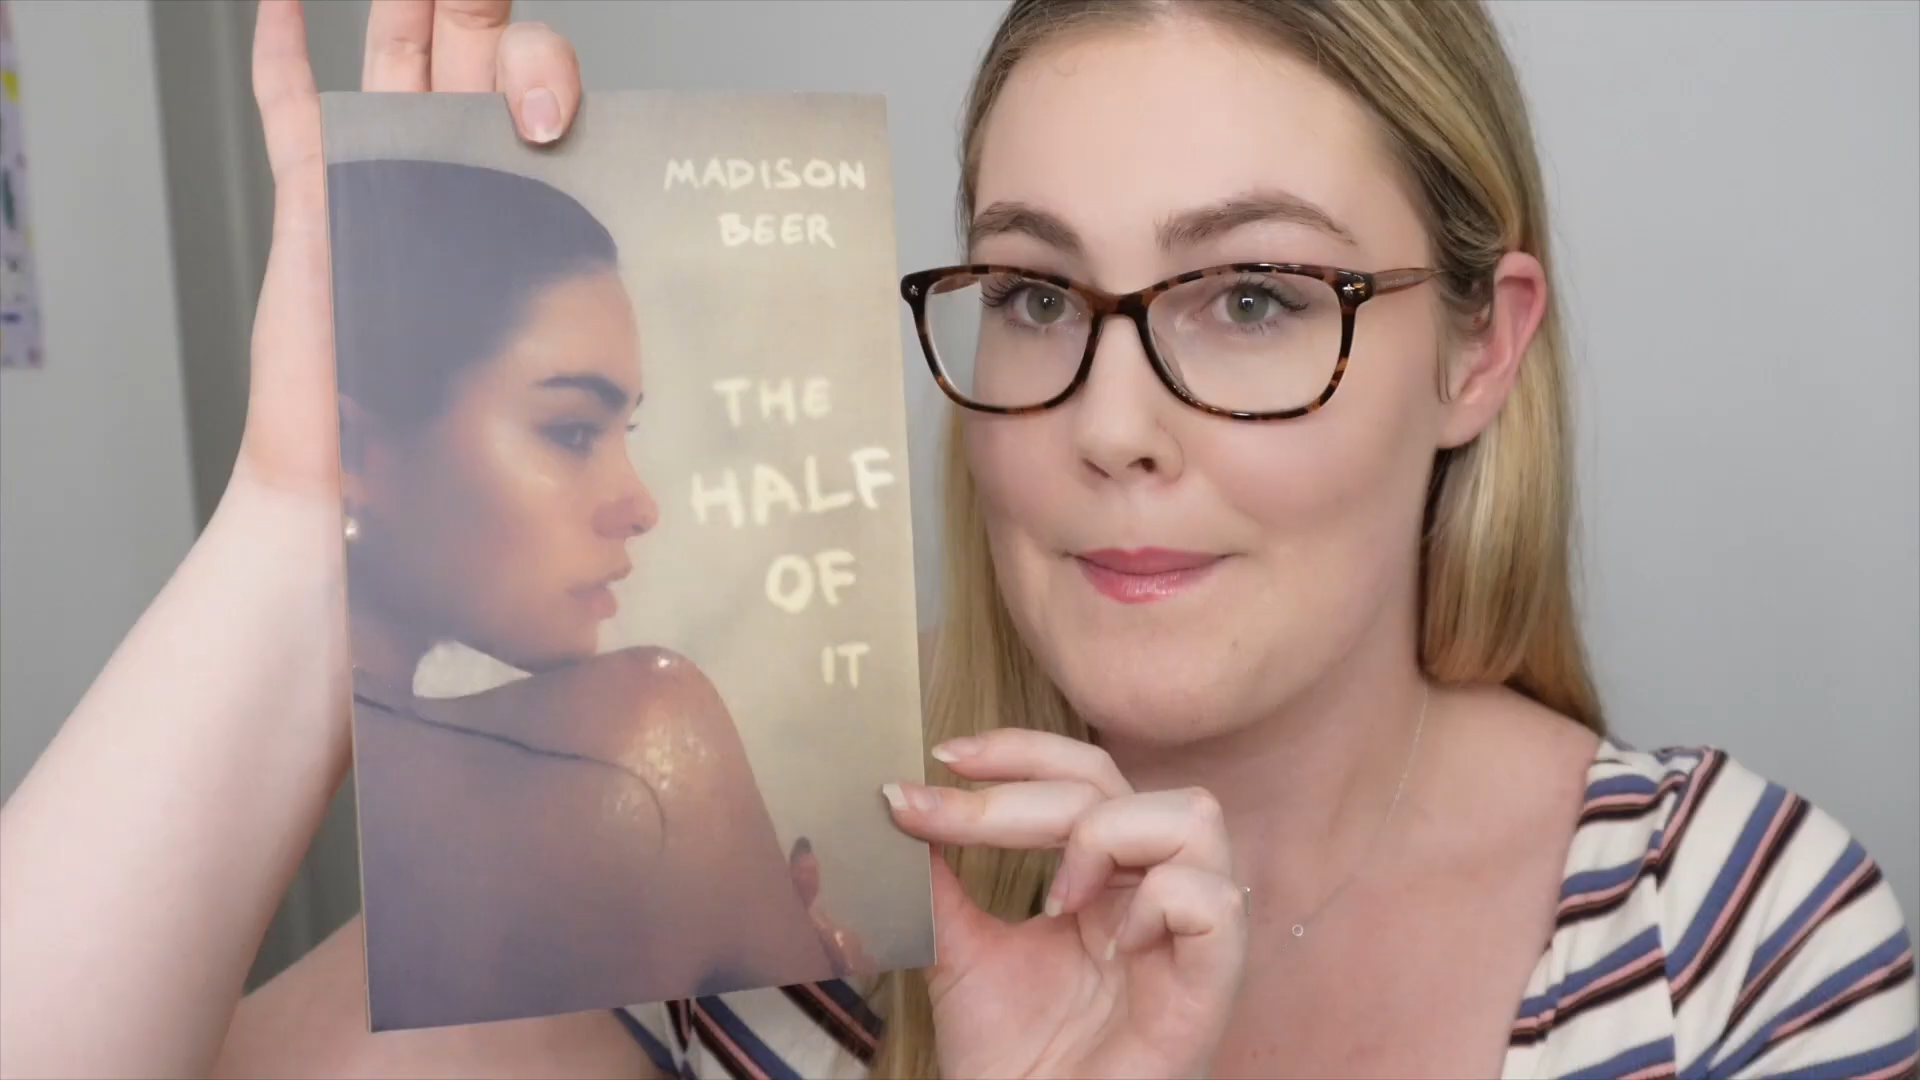 MADISON
BEER
THE
HALF
OF
IT